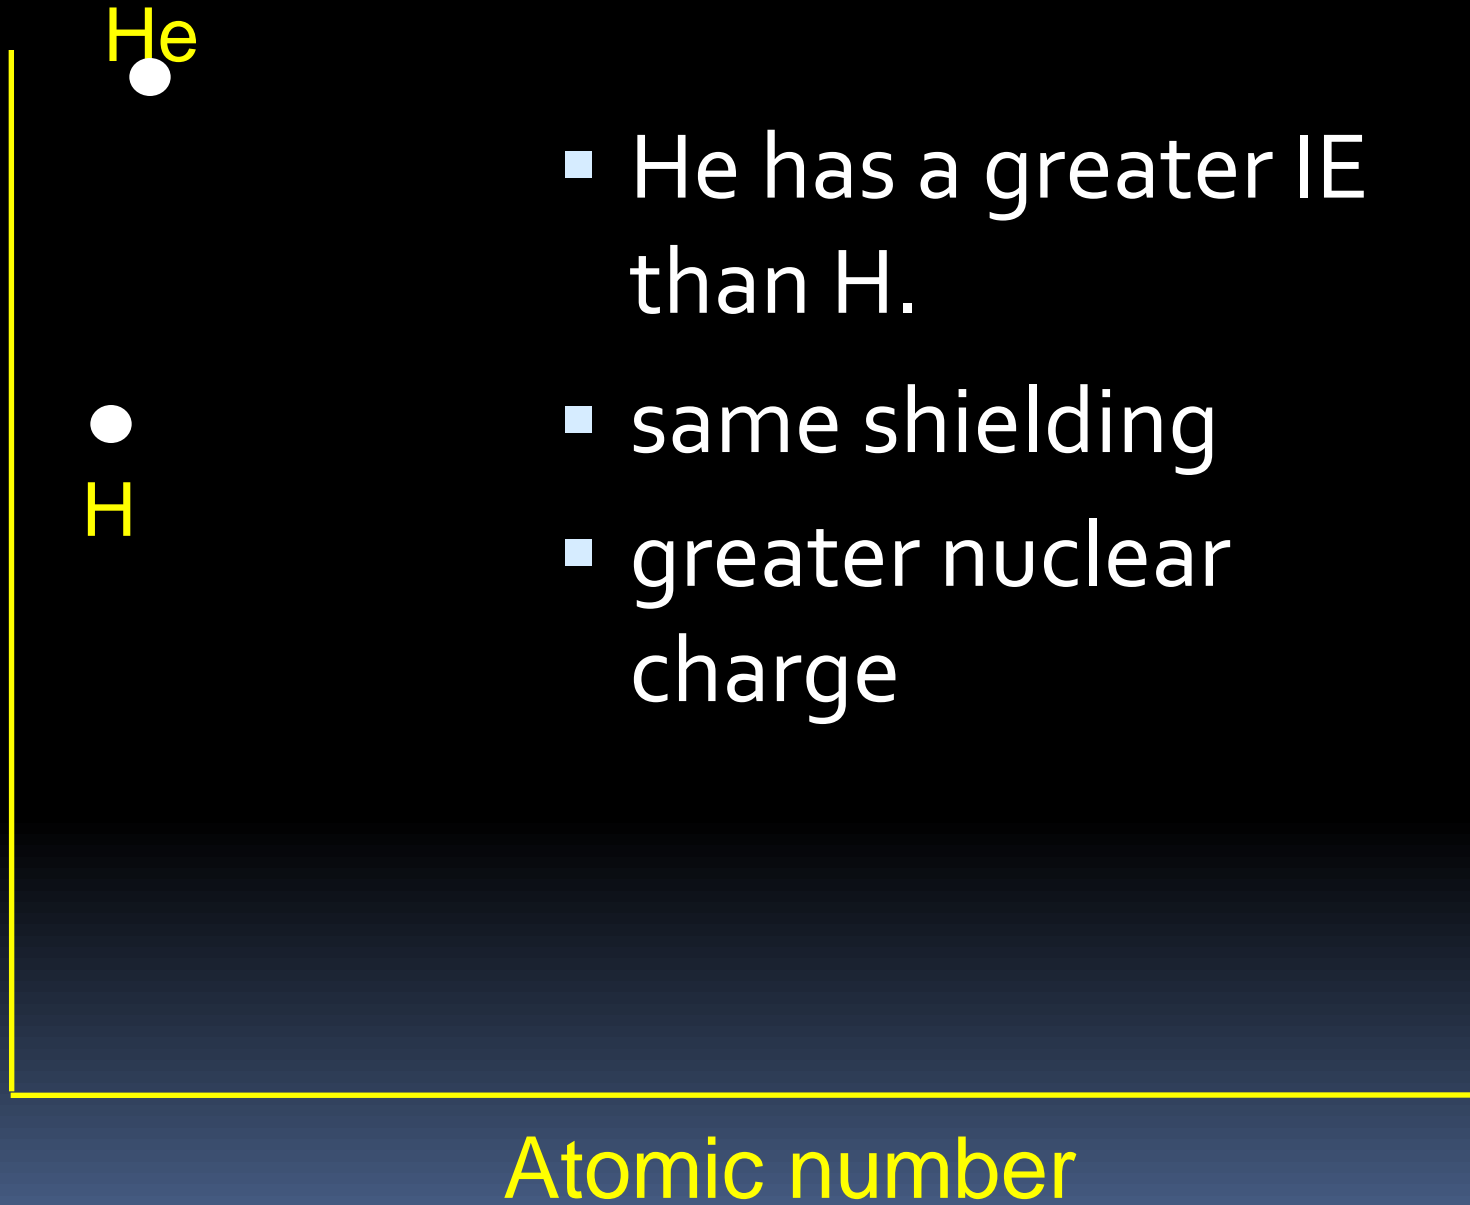 He
He has a greater IE
than H.
same shielding
H
greater nuclear
charge
Atomic number